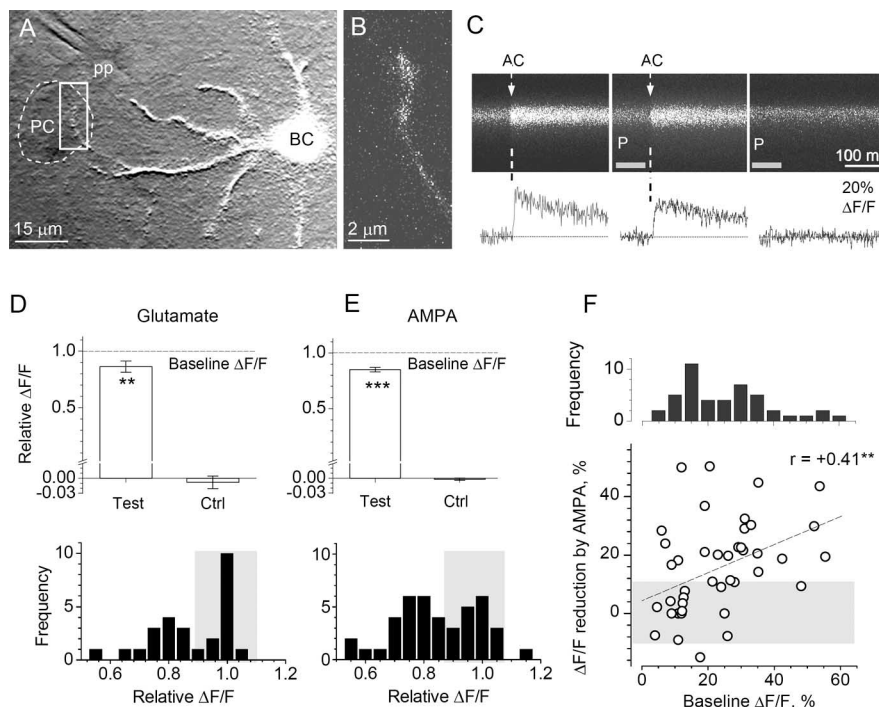 A
pp
PC
BC
15 μm
B
2 μm
C
AC
AC
P
P
100 m
20%
ΔF/F
D
Glutamate
Relative ΔF/F
1.0
0.5
0.00
-0.03
Baseline ΔF/F
**
Test
Ctrl
Frequency
10
5
0
0.6
0.8
1.0
1.2
Relative ΔF/F
E
AMPA
1.0
0.5
0.00
-0.03
Baseline ΔF/F
***
Test
Ctrl
10
5
0
0.6
0.8
1.0
1.2
Relative ΔF/F
F
Frequency
10
0
r = +0.41**
ΔF/F reduction by AMPA, %
40
20
0
0
20
40
60
Baseline ΔF/F, %